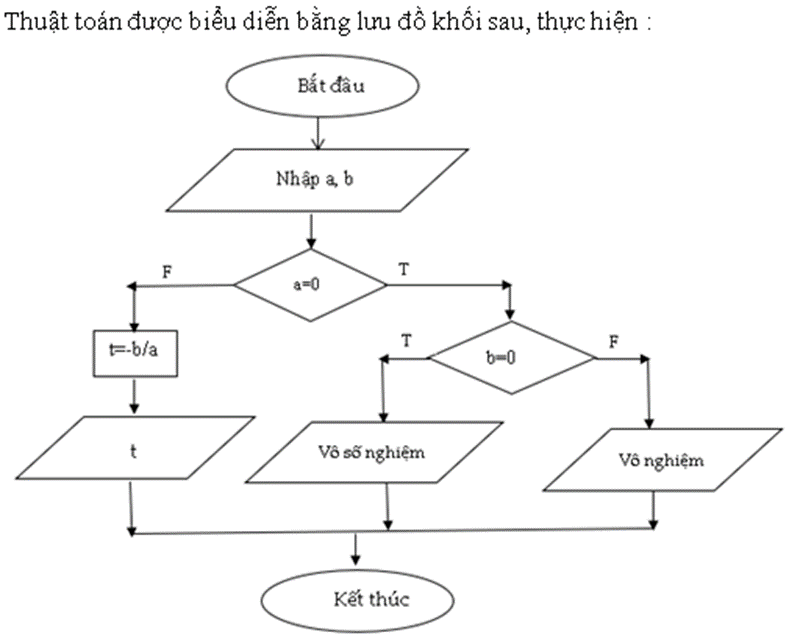 Thuật toán được biểu diễn bằng lưu đồ khối sau, thực hiện :
Bắt đầu
Nhập a, b
F
a=0
T
t=-b/a
T
b=0
F
t
Vô số nghiệm
Vô nghiệm
Kết thúc